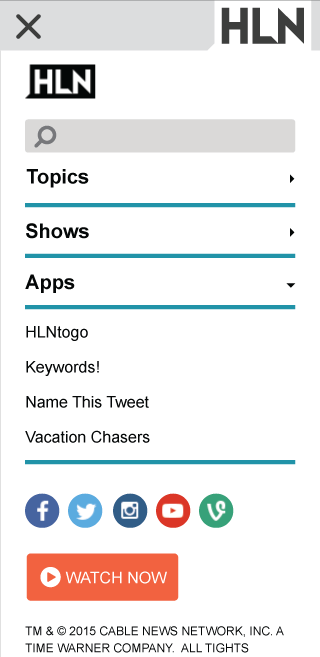 HLN
HLN
Topics
Shows
Apps
HLNtogo
Keywords!
Name This Tweet
Vacation Chasers
WATCH NOW
TM & © 2015 CABLE NEWS NETWORK, INC. A
TIME WARNER COMPANY. ALL TIGHTS